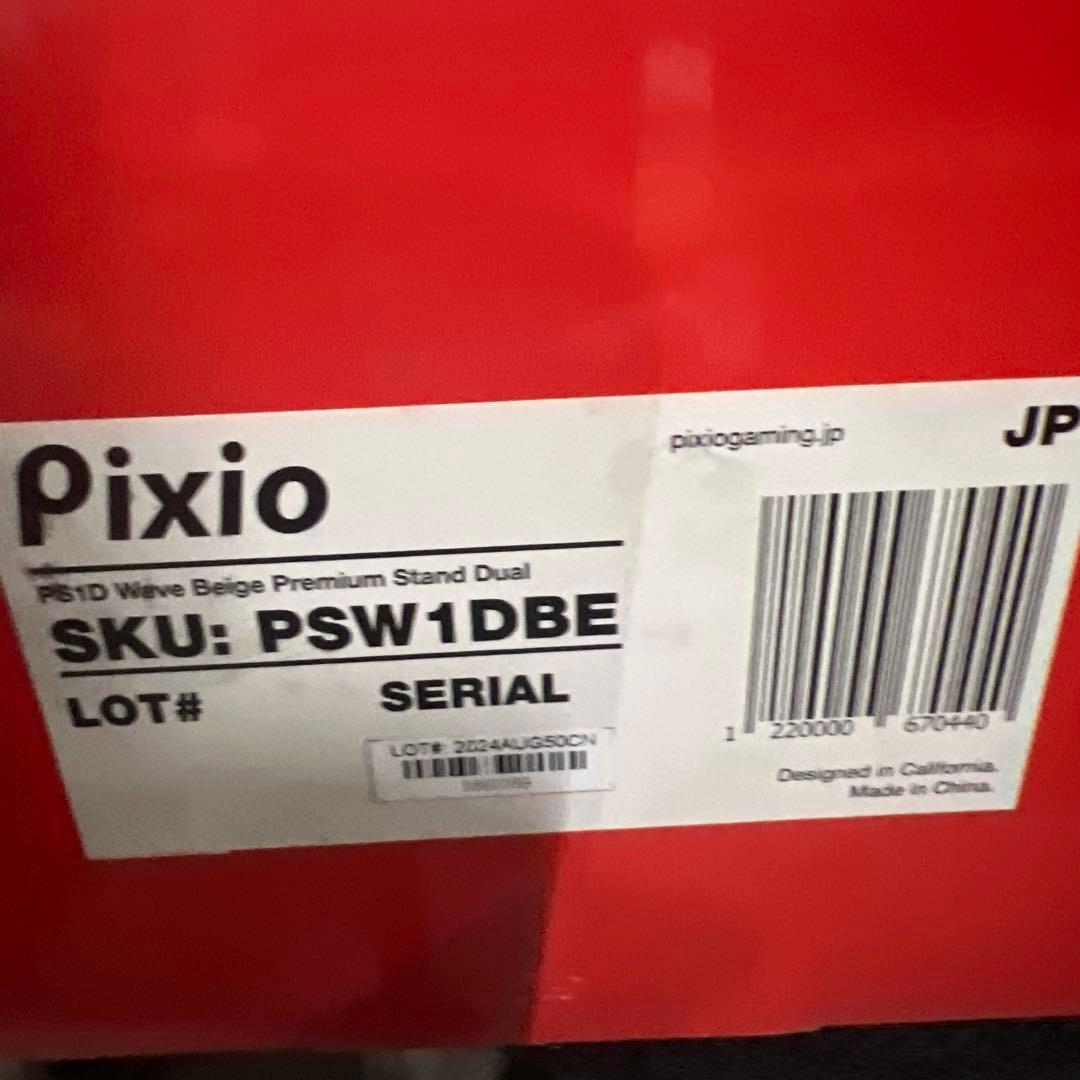 Pixio
PS1D Wave Beige Premium Stand Dual
SKU: PSW1DBE
LOT# SERIAL
LOT#: 2024AUG50CN
pixiogaming.jp
JP
1 220000 670440
Designed in California.
Made in China.